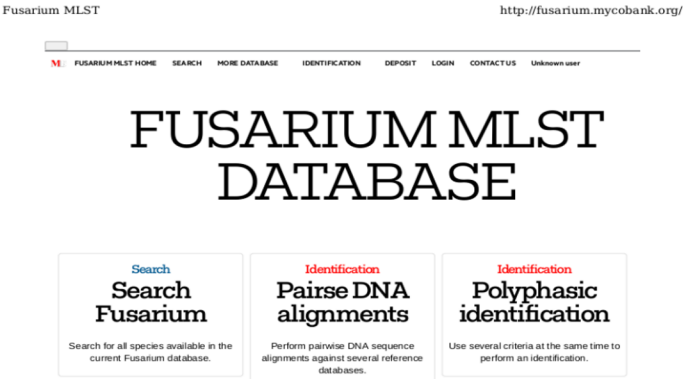 Fusarium MLST http://fusarium.mycobank.org/
M FUSARIUM MLST HOME SEARCH MORE DATABASE IDENTIFICATION DEPOSIT LOGIN CONTACT US Unknown user
FUSARIUM MLST
DATABASE
Search
Search
Fusarium
Search for all species available in the
current Fusarium database.
Identification
Pairse DNA
alignments
Perform pairwise DNA sequence
alignments against several reference
databases.
Identification
Polyphasic
identification
Use several criteria at the same time to
perform an identification.